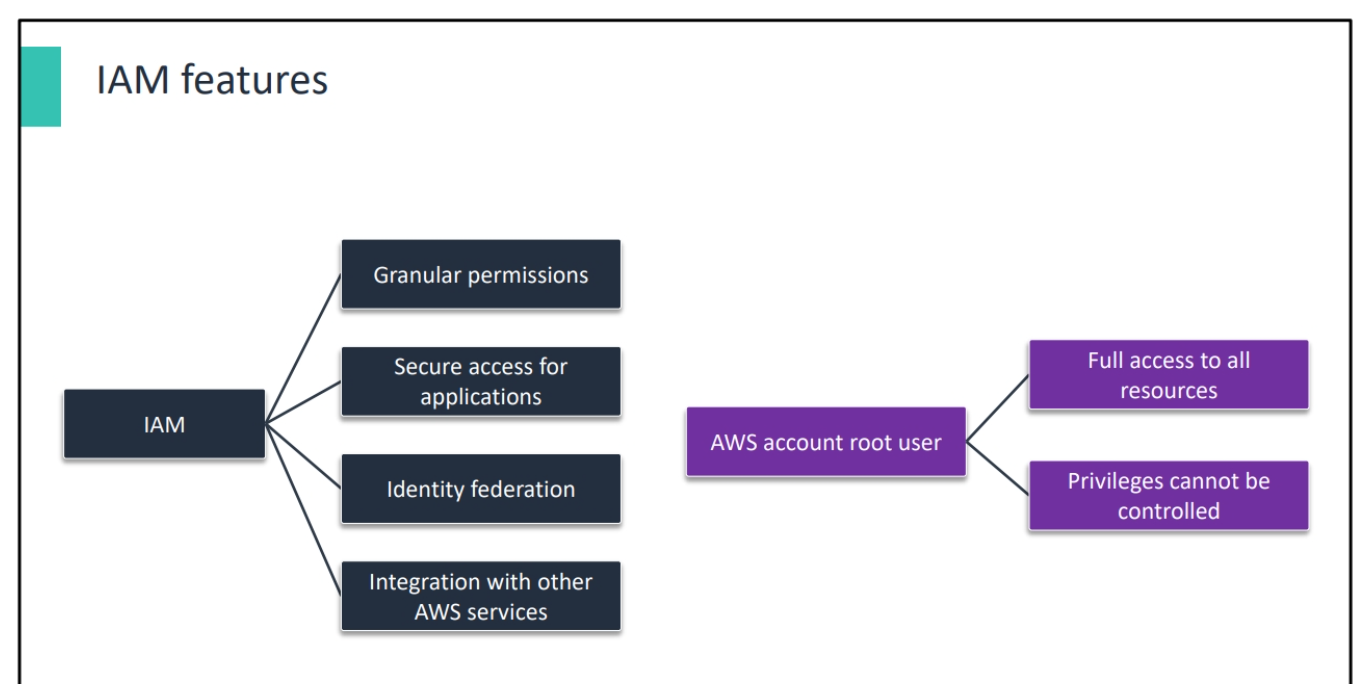 IAM features
IAM
Granular permissions
Secure access for
applications
Identity federation
Integration with other
AWS services
AWS account root user
Full access to all
resources
Privileges cannot be
controlled